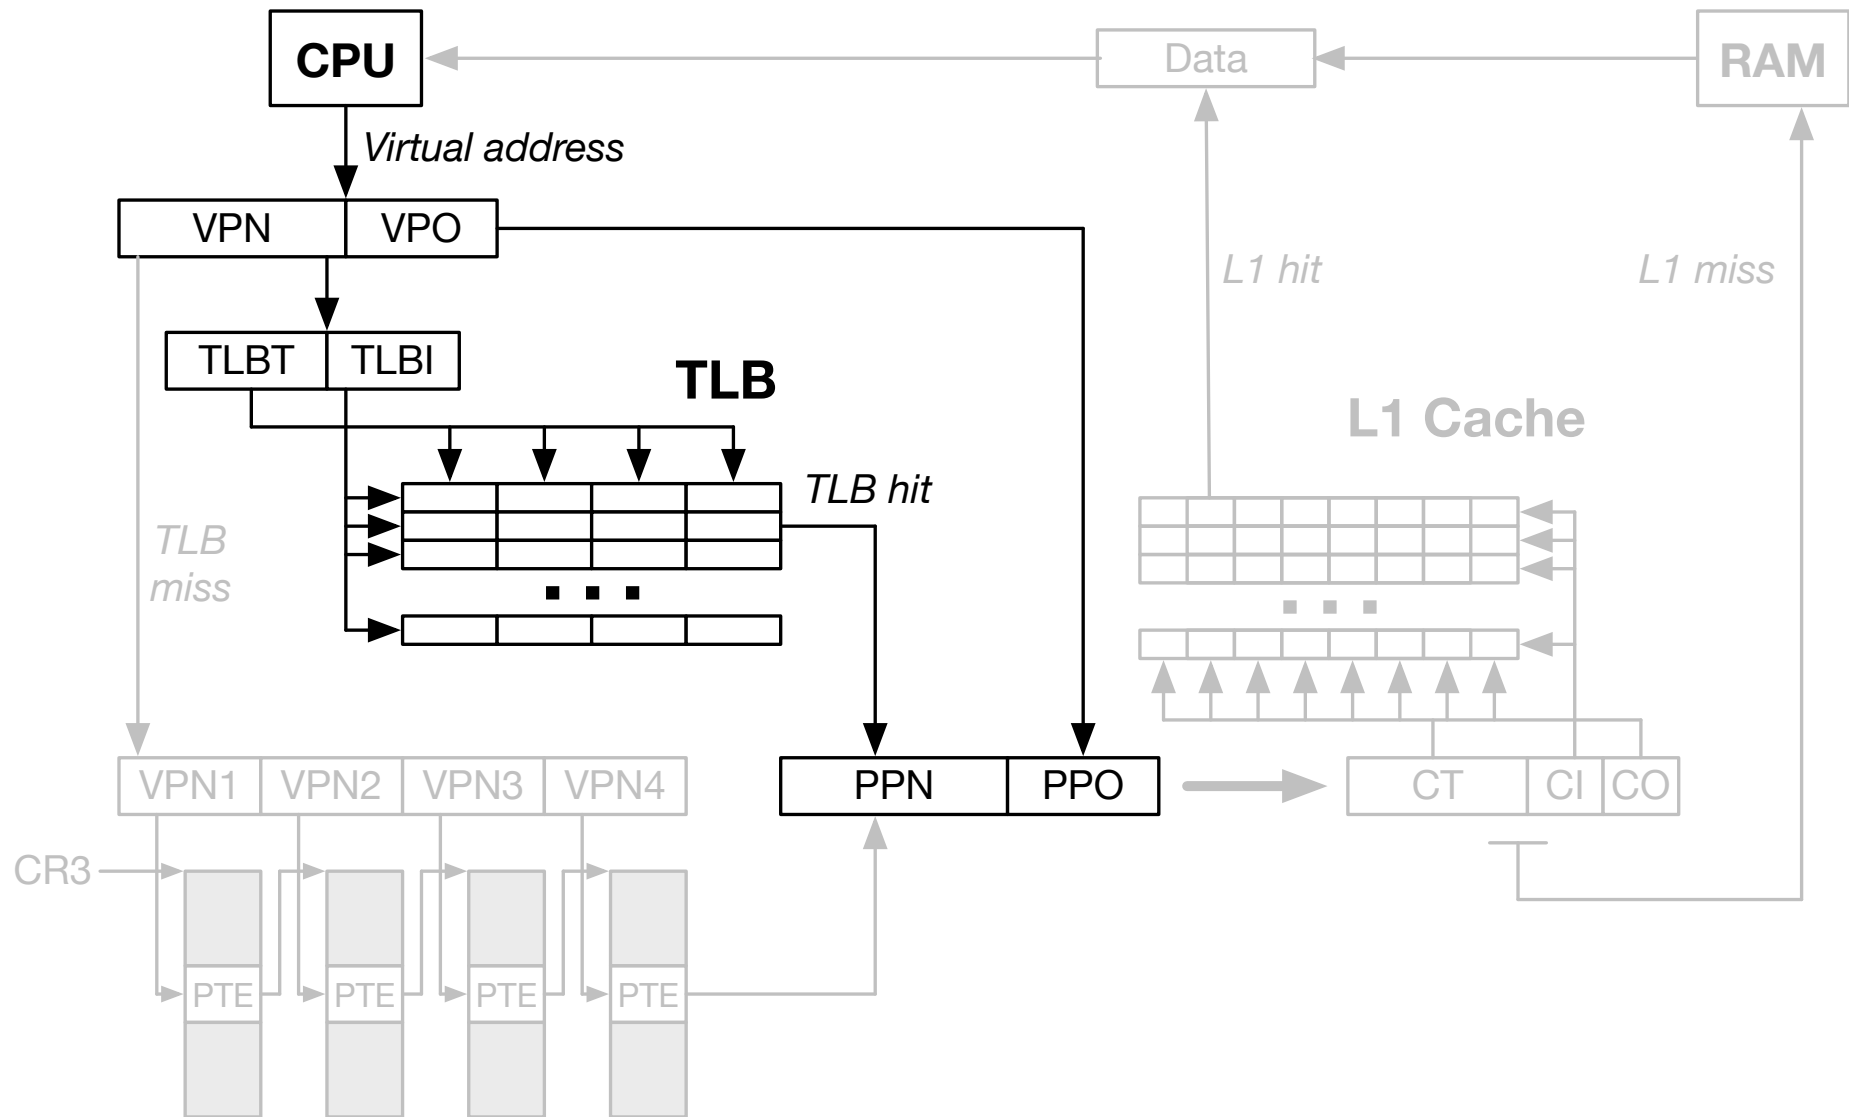 CPU
Data
RAM
Virtual address
VPN VPO
L1 hit
L1 miss
TLBT TLBI
TLB
L1 Cache
TLB hit
TLB
miss
. . .
. . .
VPN1 VPN2 VPN3 VPN4
PPN PPO
CT CI CO
CR3
PTE PTE PTE PTE